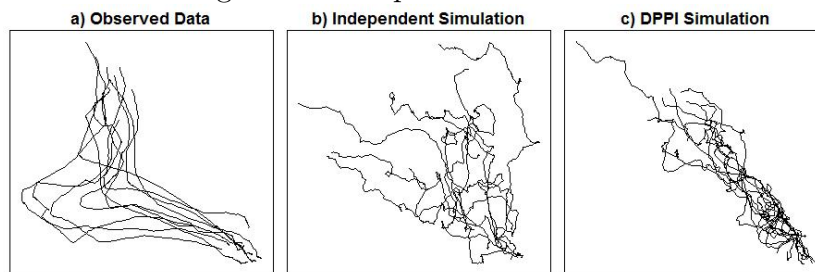 a) Observed Data
b) Independent Simulation
c) DPPI Simulation